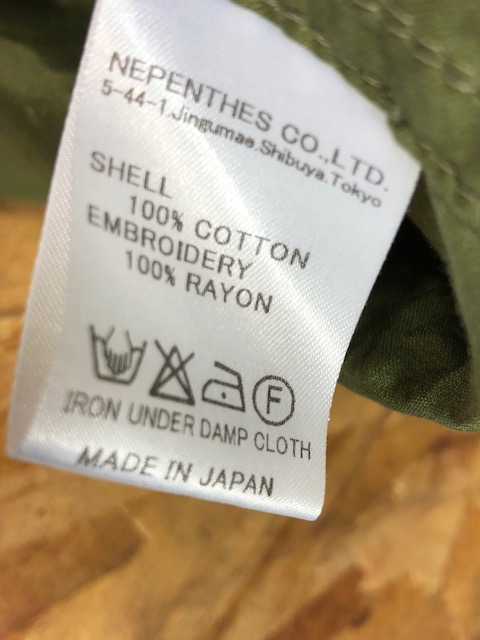 NEPENTHES CO.,LTD.
5-44-1.Jingumae.Shibuya.Tokyo
SHELL
100% COTTON
EMBROIDERY
100% RAYON
F
IRON UNDER DAMP CLOTH
MADE IN JAPAN